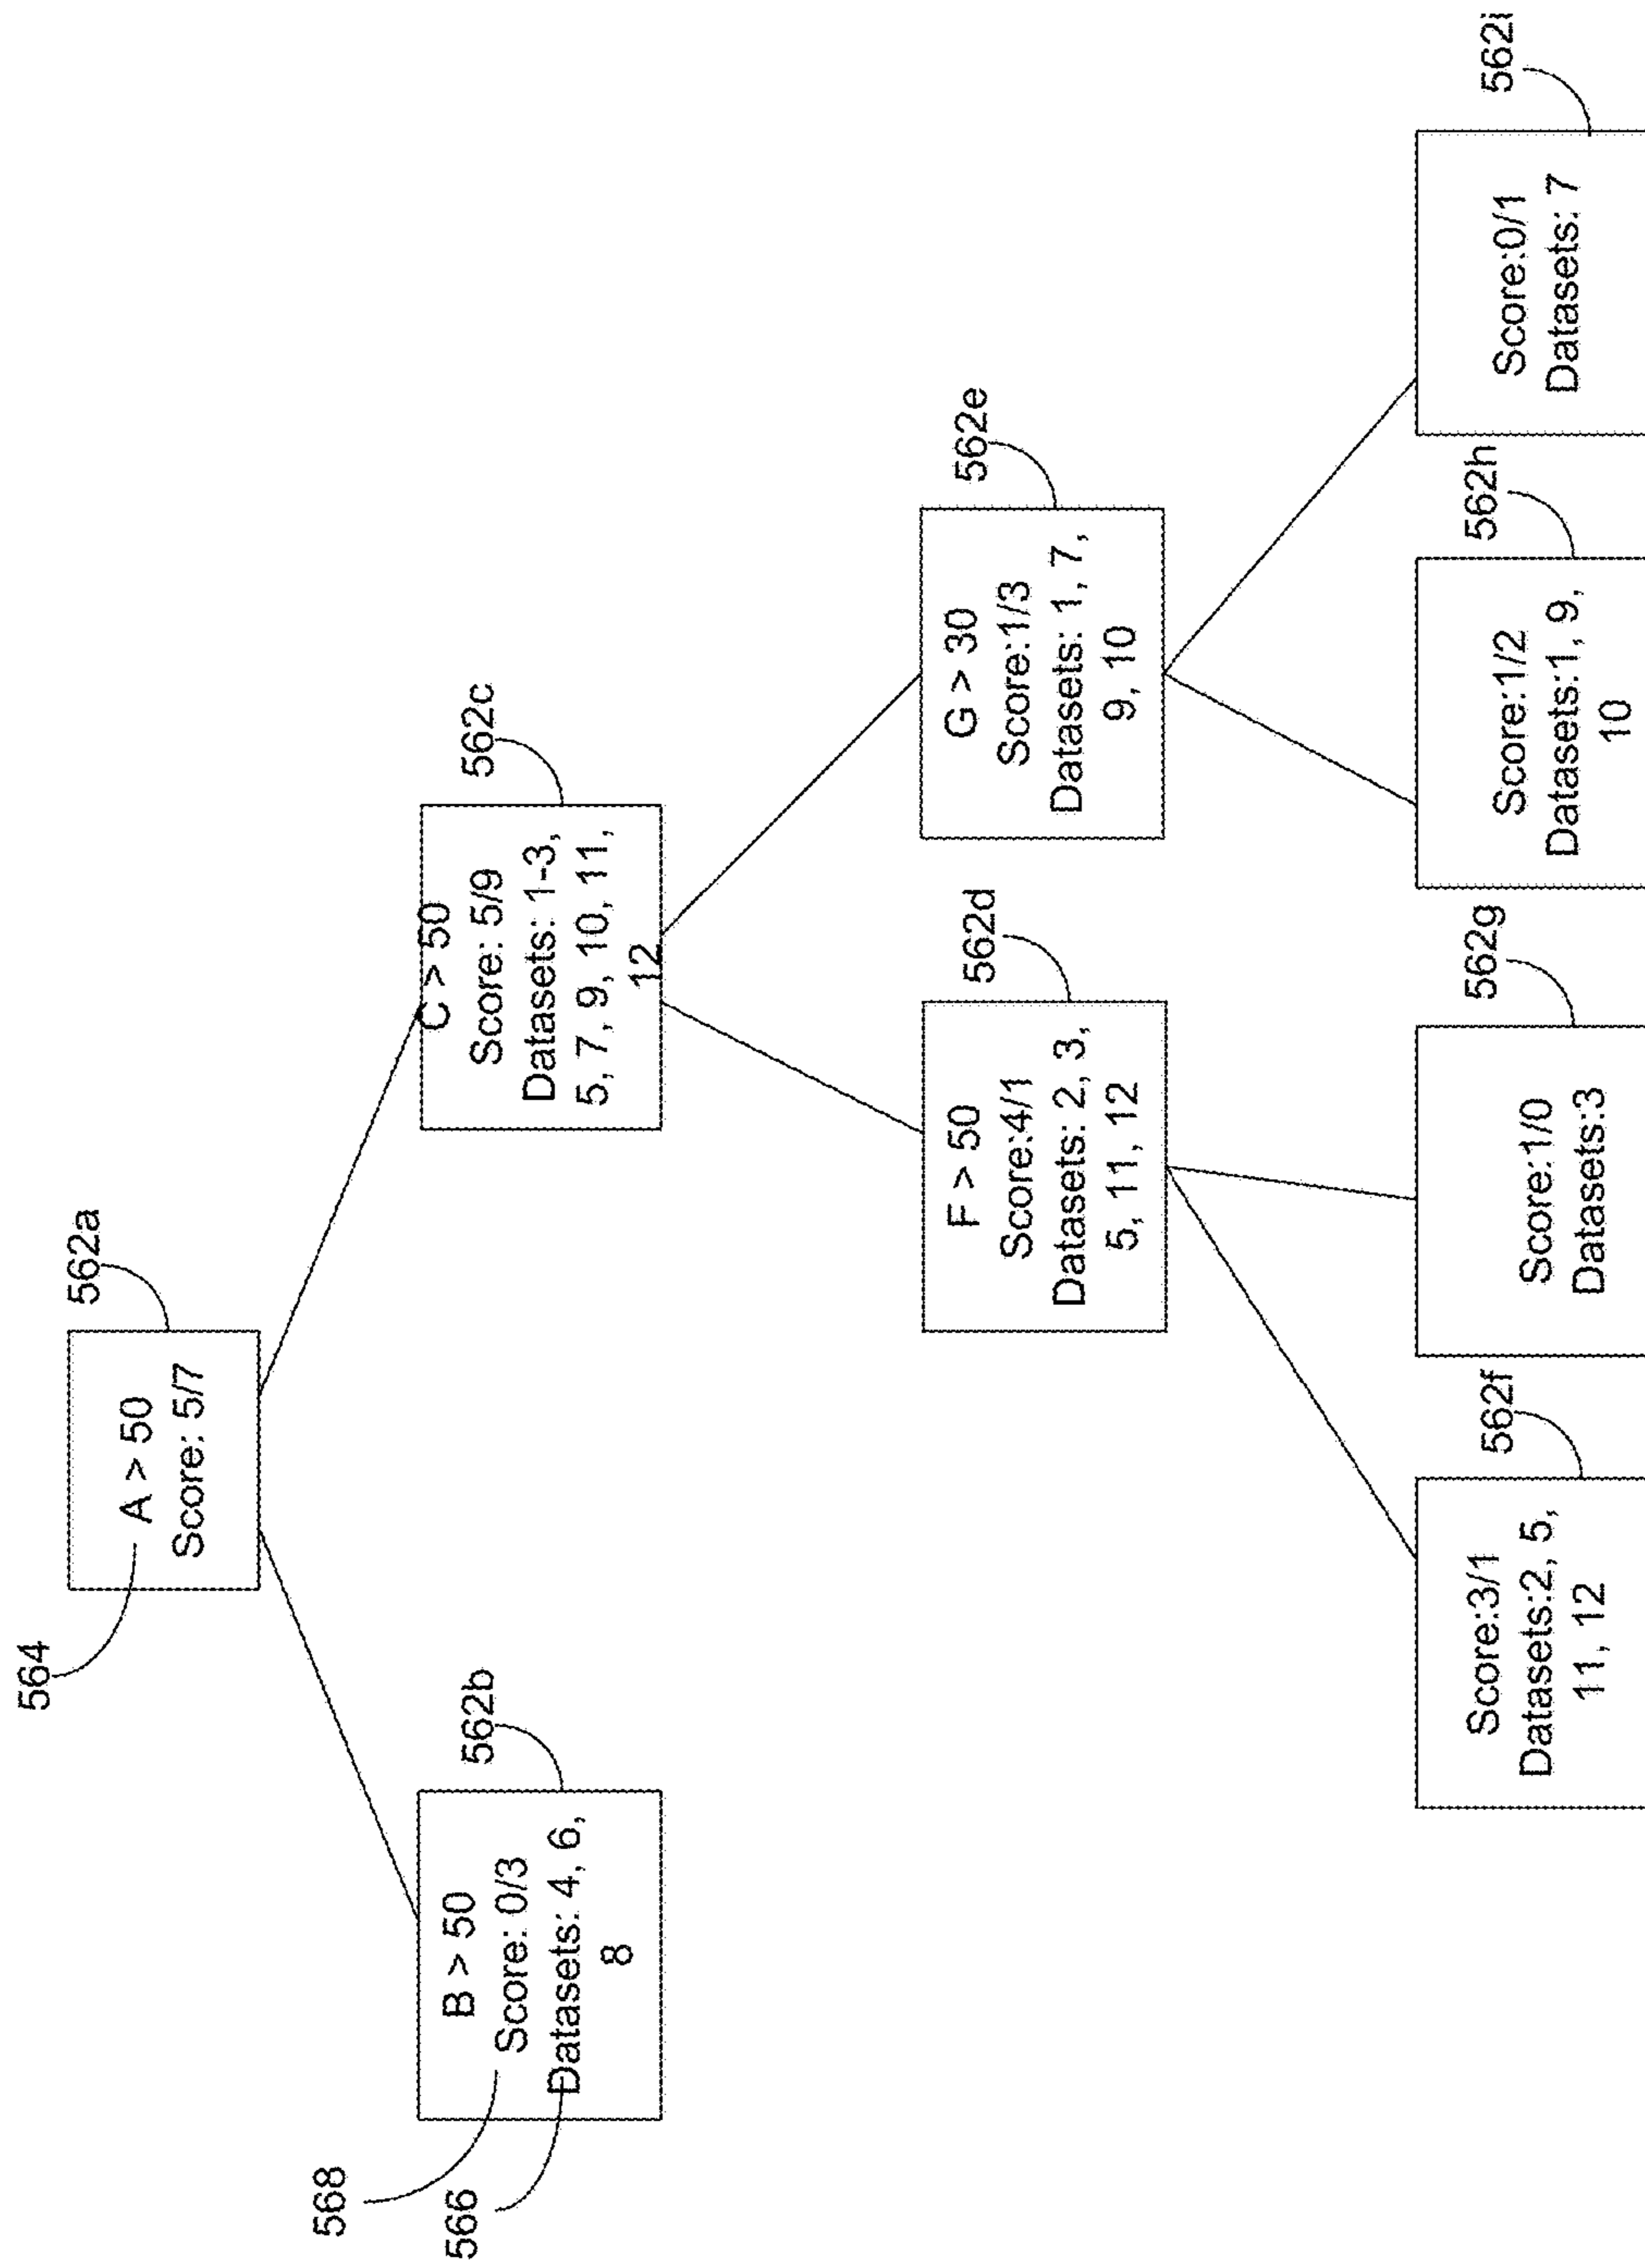 564
A > 50
Score: 5/7
562a
568
566
B > 50
Score: 0/3
Datasets: 4, 6,
8
562b
C > 50
Score: 5/9
Datasets: 1-3,
5, 7, 9, 10, 11,
12
562c
F > 50
Score:4/1
Datasets: 2, 3,
5, 11, 12
562d
G > 30
Score:1/3
Datasets: 1, 7,
9, 10
562e
Score:3/1
Datasets:2, 5,
11, 12
562f
Score:1/0
Datasets:3
562g
Score:1/2
Datasets:1, 9,
10
562h
Score:0/1
Datasets: 7
562i